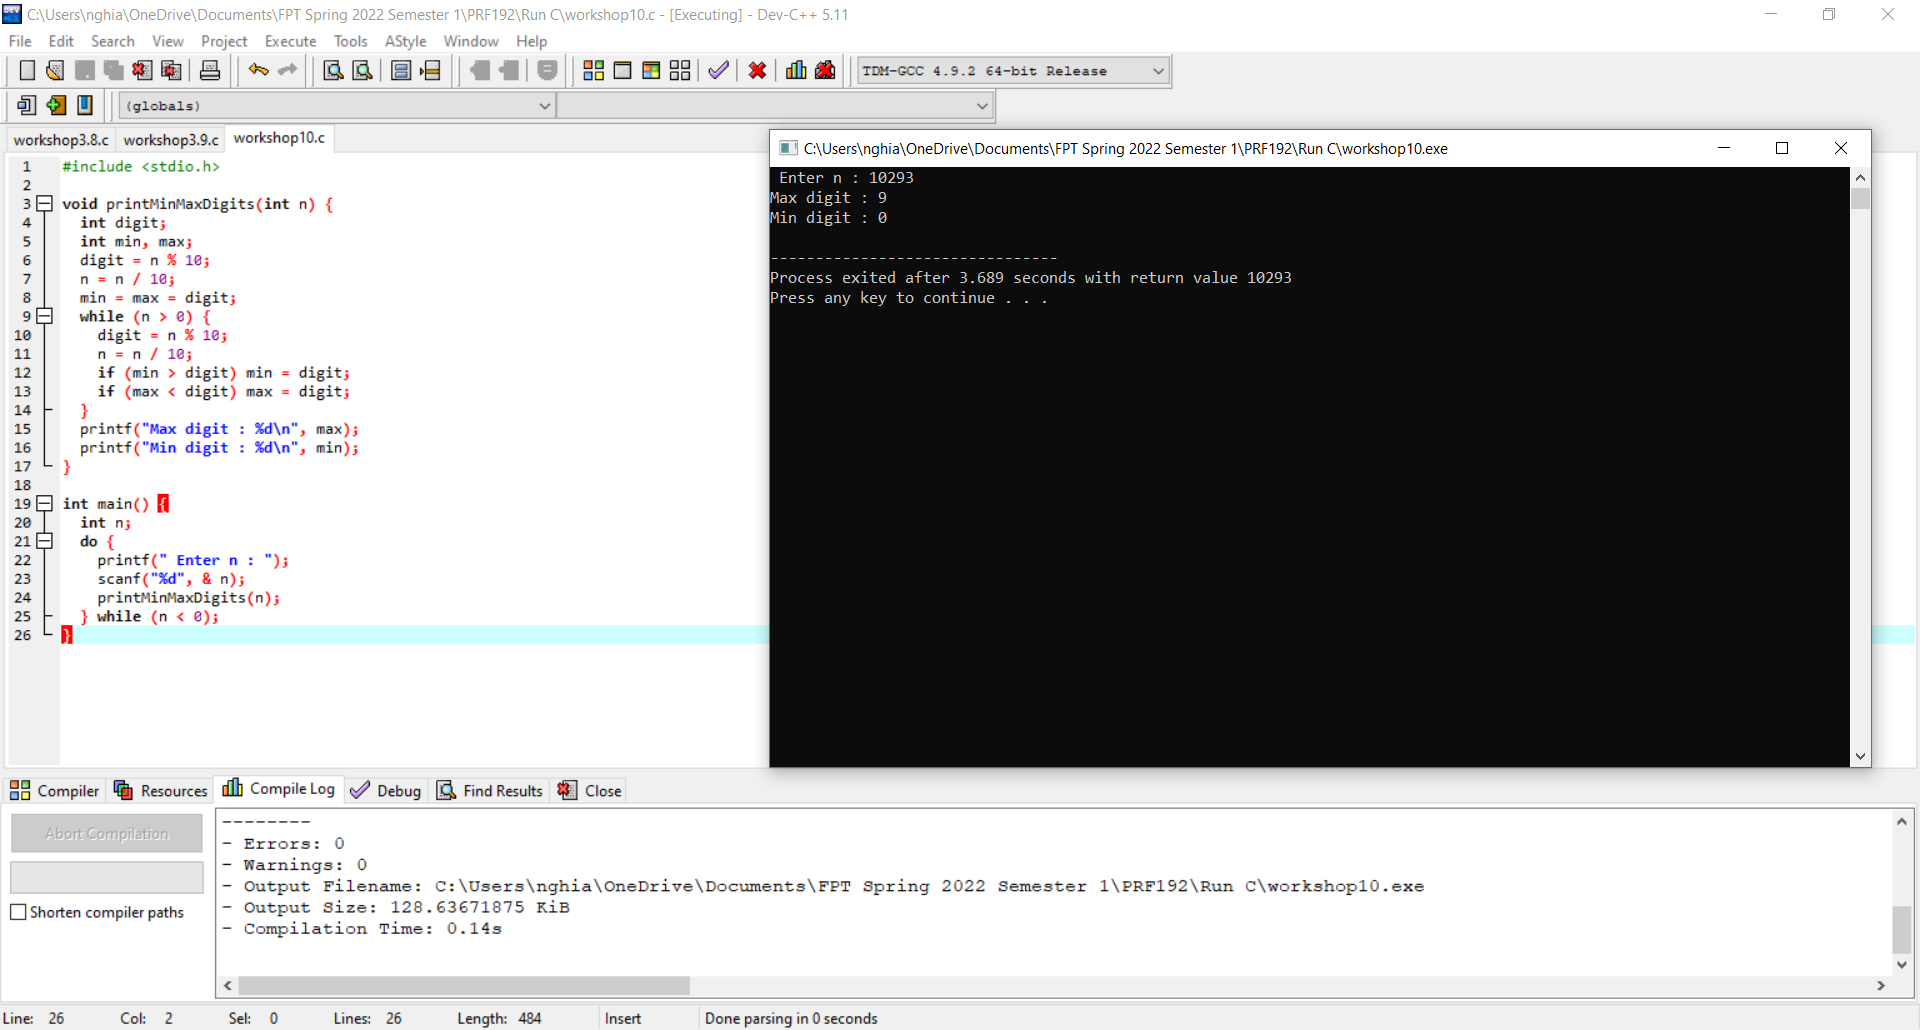 C:\Users\nghia\OneDrive\Documents\FPT Spring 2022 Semester 1\PRF192\Run C\workshop10.c - [Executing] - Dev-C++ 5.11
File Edit Search View Project Execute Tools AStyle Window Help
TDM-GCC 4.9.2 64-bit Release
(globals)
workshop3.8.c workshop3.9.c workshop10.c
1 #include <stdio.h>
2
3 void printMinMaxDigits(int n) {
4 int digit;
5 int min, max;
6 digit = n % 10;
7 n = n / 10;
8 min = max = digit;
9 while (n > 0) {
10 digit = n % 10;
11 n = n / 10;
12 if (min > digit) min = digit;
13 if (max < digit) max = digit;
14 }
15 printf("Max digit : %d\n", max);
16 printf("Min digit : %d\n", min);
17 }
18
19 int main() {
20 int n;
21 do {
22 printf(" Enter n : ");
23 scanf("%d", & n);
24 printMinMaxDigits(n);
25 } while (n < 0);
26 }
C:\Users\nghia\OneDrive\Documents\FPT Spring 2022 Semester 1\PRF192\Run C\workshop10.exe
Enter n : 10293
Max digit : 9
Min digit : 0
--------------------------------
Process exited after 3.689 seconds with return value 10293
Press any key to continue . . .
Compiler Resources Compile Log Debug Find Results Close
Abort Compilation
Shorten compiler paths
--------
- Errors: 0
- Warnings: 0
- Output Filename: C:\Users\nghia\OneDrive\Documents\FPT Spring 2022 Semester 1\PRF192\Run C\workshop10.exe
- Output Size: 128.63671875 KiB
- Compilation Time: 0.14s
Line: 26 Col: 2 Sel: 0 Lines: 26 Length: 484 Insert Done parsing in 0 seconds